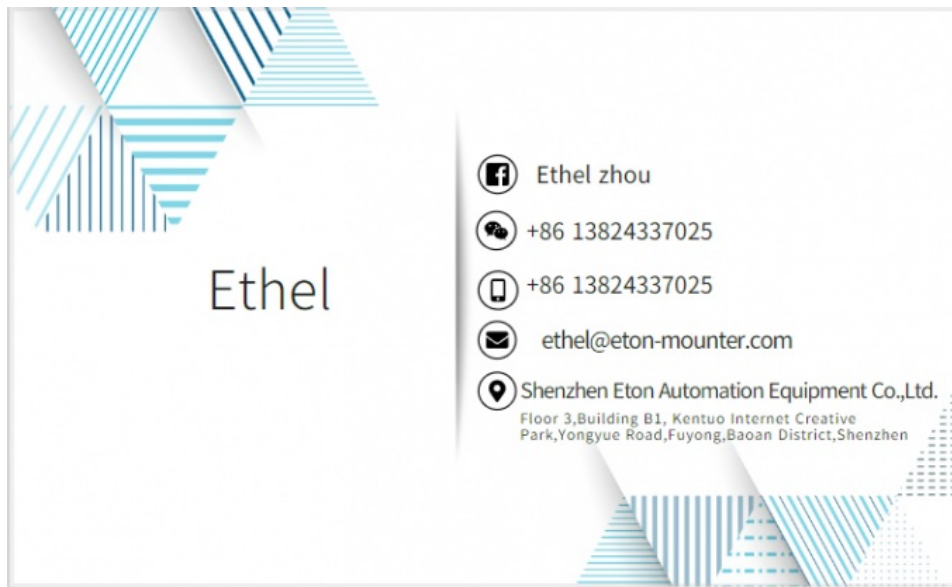 Ethel
Ethel zhou
+86 13824337025
+86 13824337025
ethel@eton-mounter.com
Shenzhen Eton Automation Equipment Co.,Ltd.
Floor 3,Building B1, Kentuo Internet Creative
Park,Yongyue Road,Fuyong,Baoan District,Shenzhen